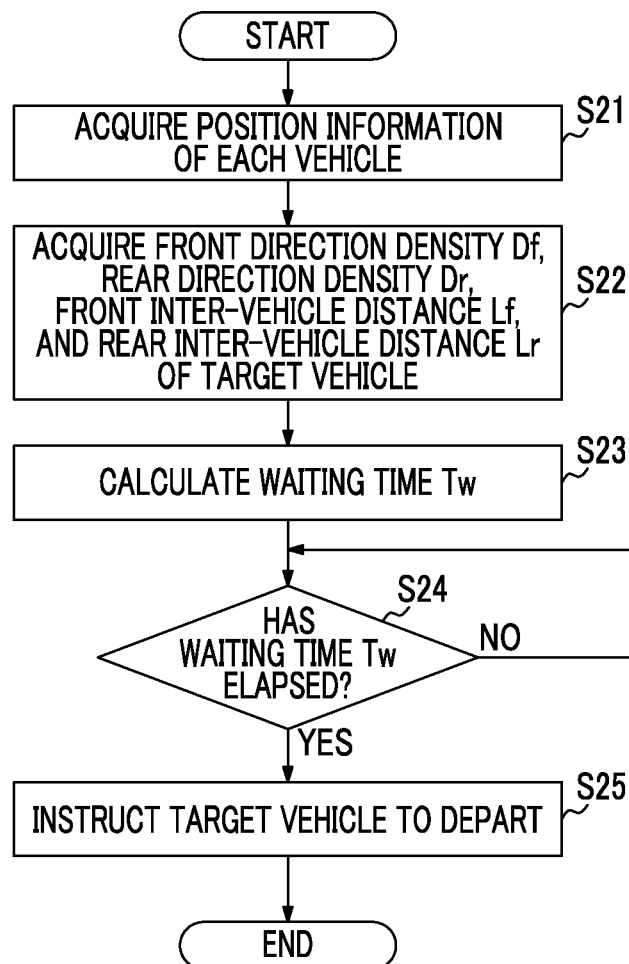 START
S21
ACQUIRE POSITION INFORMATION
OF EACH VEHICLE
S22
ACQUIRE FRONT DIRECTION DENSITY Df,
REAR DIRECTION DENSITY Dr,
FRONT INTER-VEHICLE DISTANCE Lf,
AND REAR INTER-VEHICLE DISTANCE Lr
OF TARGET VEHICLE
S23
CALCULATE WAITING TIME Tw
S24
HAS
WAITING TIME Tw
ELAPSED?
NO
YES
S25
INSTRUCT TARGET VEHICLE TO DEPART
END